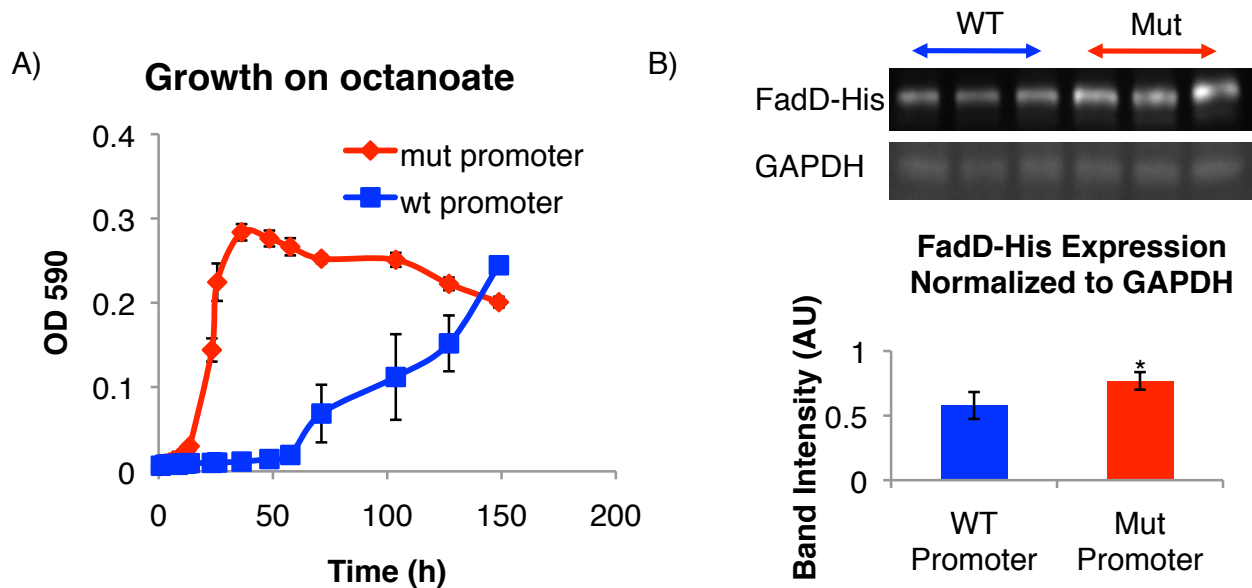 A)
Growth on octanoate
mut promoter
wt promoter
OD 590
0.4
0.3
0.2
0.1
0
0
50
100
150
200
Time (h)
B)
WT
Mut
FadD-His
GAPDH
FadD-His Expression
Normalized to GAPDH
Band Intensity (AU)
1
0.5
0
*
WT
Promoter
Mut
Promoter